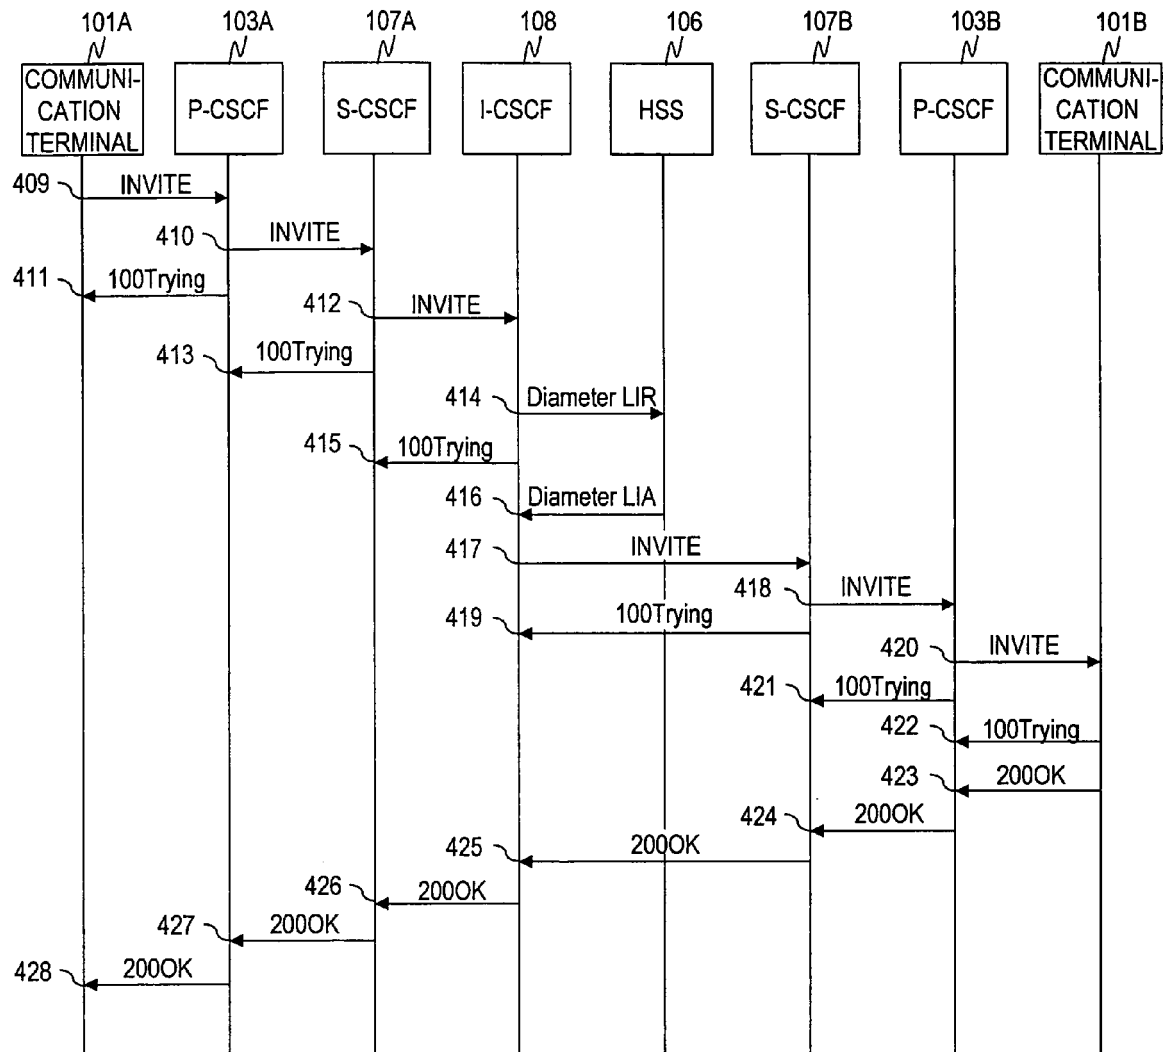 101A 103A 107A 108 106 107B 103B 101B
COMMUNI-
CATION
TERMINAL
P-CSCF
S-CSCF
I-CSCF
HSS
S-CSCF
P-CSCF
COMMUNI-
CATION
TERMINAL
409 INVITE
410 INVITE
411 100Trying
412 INVITE
413 100Trying
414 Diameter LIR
415 100Trying
416 Diameter LIA
417 INVITE
418 INVITE
419 100Trying
420 INVITE
421 100Trying
422 100Trying
423 200OK
424 200OK
425 200OK
426 200OK
427 200OK
428 200OK